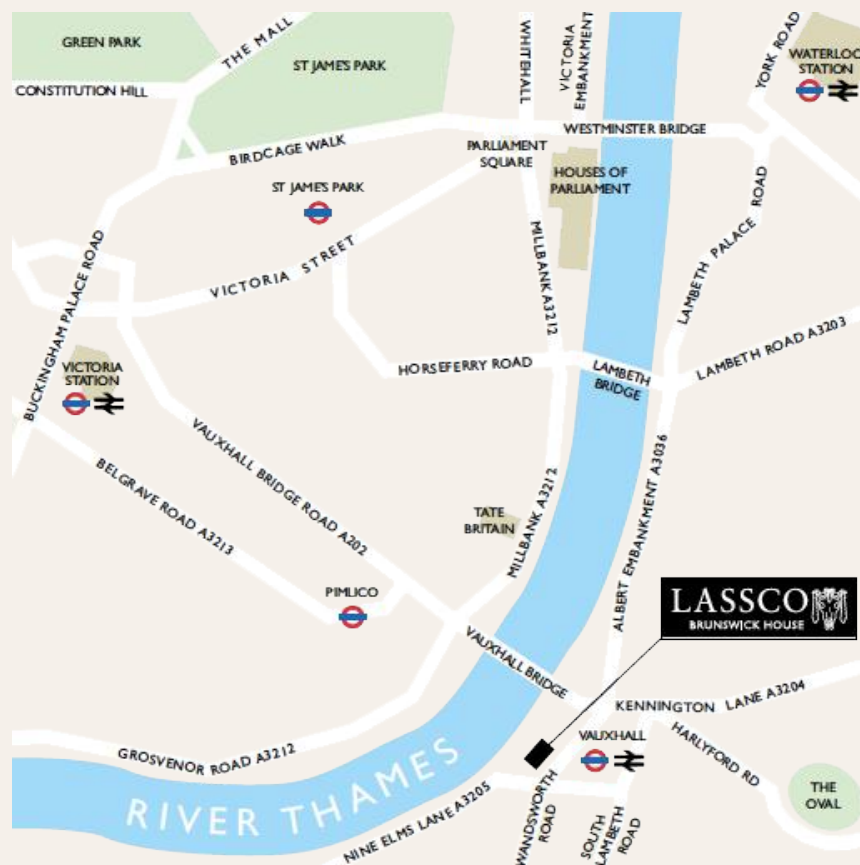 GREEN PARK
THE MALL
ST JAMES'S PARK
WHITEHALL
VICTORIA
EMBANKMENT
YORK ROAD
WATERLOO
STATION
CONSTITUTION HILL
BIRDCAGE WALK
PARLIAMENT
SQUARE
WESTMINSTER BRIDGE
HOUSES OF
PARLIAMENT
ST JAME'S PARK
VICTORIA STREET
MILLBANK A3212
LAMBETH PALACE ROAD
BUCKINGHAM PALACE ROAD
VICTORIA
STATION
HORSEFERRY ROAD
LAMBETH
BRIDGE
LAMBETH ROAD A3203
VAUXHALL BRIDGE ROAD A202
BELGRAVE ROAD A3213
TATE
BRITAIN
MILLBANK A3212
ALBERT EMBANKMENT A3036
PIMLICO
LASSCO
BRUNSWICK HOUSE
VAUXHALL BRIDGE
KENNINGTON LANE A3204
VAUXHALL
HARLYFORD RD
GROSVENOR ROAD A3212
RIVER THAMES
NINE ELMS LANE A3205
WANDSWORTH
ROAD
SOUTH
LAMBETH
ROAD
THE
OVAL